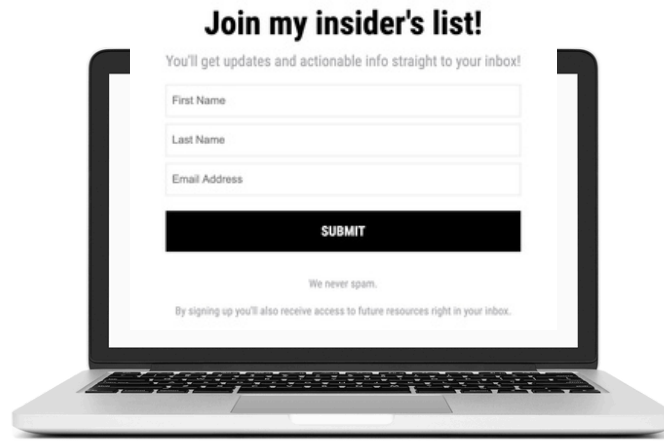 Join my insider's list!
You'll get updates and actionable info straight to your inbox!
First Name
Last Name
Email Address
SUBMIT
We never spam.
By signing up you'll also receive access to future resources right in your inbox.